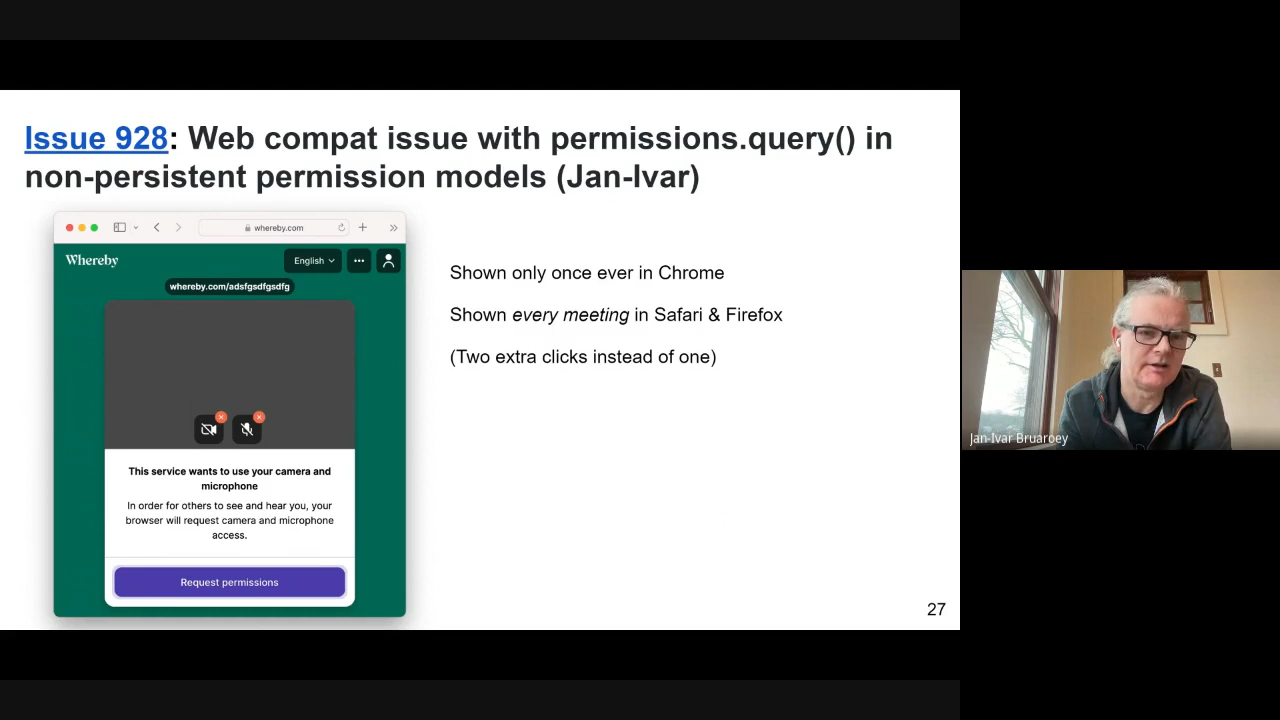 Issue 928: Web compat issue with permissions.query() in
non-persistent permission models (Jan-Ivar)
whereby.com
Whereby
English
whereby.com/adsfgsdfgsdfg
This service wants to use your camera and
microphone
In order for others to see and hear you, your
browser will request camera and microphone
access.
Request permissions
Shown only once ever in Chrome
Shown every meeting in Safari & Firefox
(Two extra clicks instead of one)
27
Jan-Ivar Bruaroey